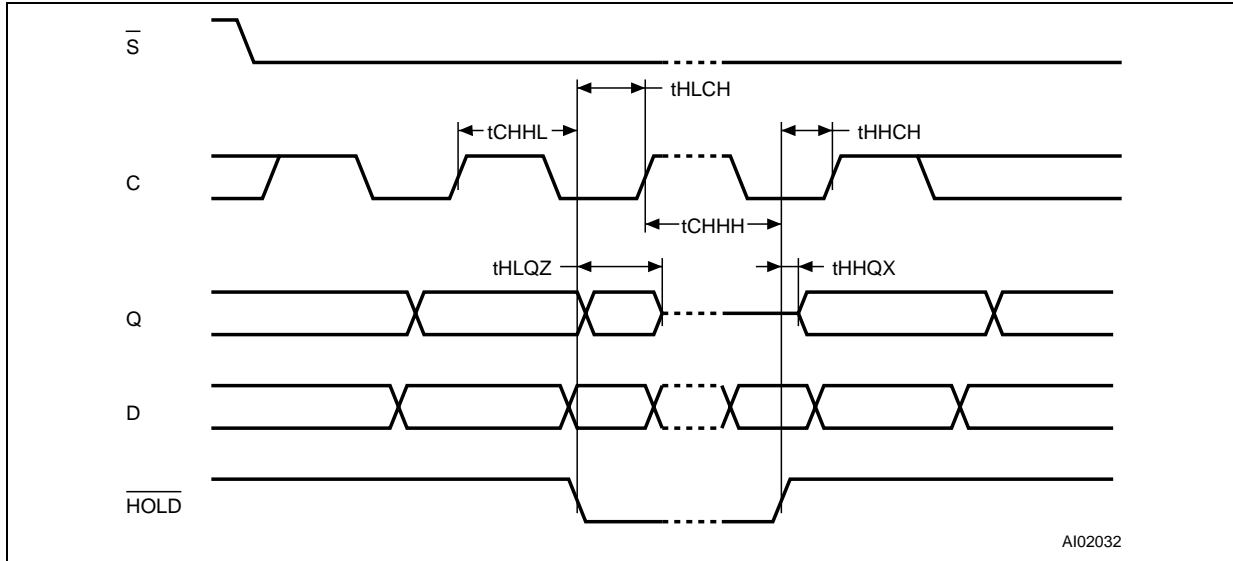 S
tHLCH
tCHHL
tHHCH
C
tCHHH
tHLQZ
tHHQX
Q
D
HOLD
AI02032